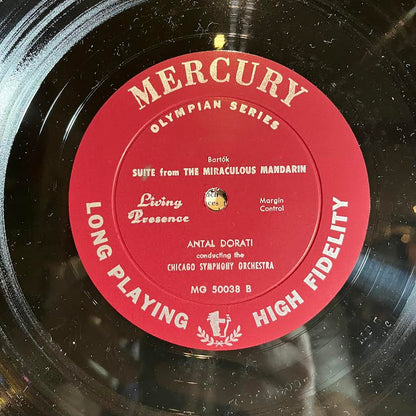 MERCURY
OLYMPIAN SERIES
Bartók
SUITE from THE MIRACULOUS MANDARIN
Living Presence
Margin Control
ANTAL DORATI
conducting the
CHICAGO SYMPHONY ORCHESTRA
MG 50038 B
LONG PLAYING
HIGH FIDELITY